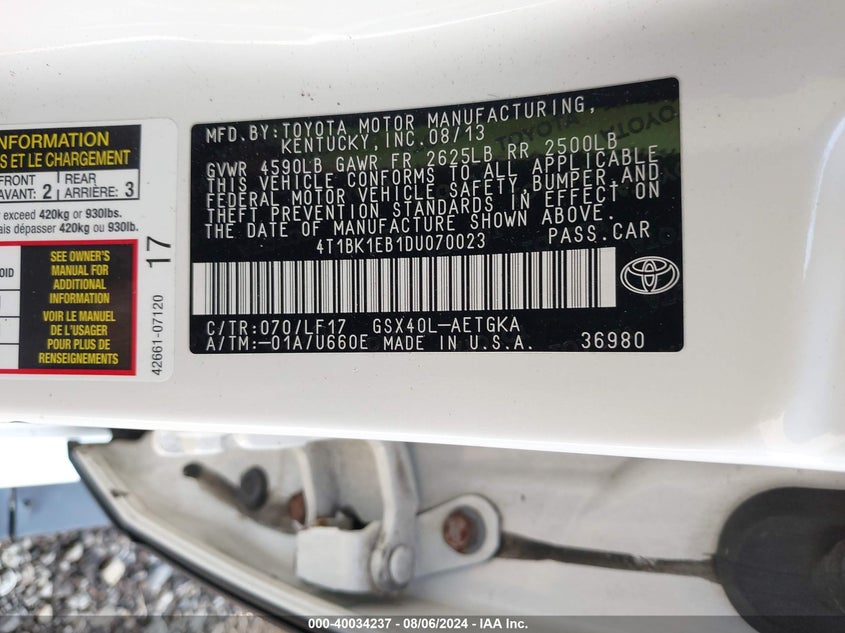 INFORMATION
S ET LE CHARGEMENT
FRONT
AVANT: 2
REAR
ARRIÈRE: 3
exceed 420kg or 930lbs.
ais dépasser 420kg ou 930lbs.
OID
SEE OWNER'S
MANUAL FOR
ADDITIONAL
INFORMATION
VOIR LE MANUEL
DE L'USAGER
POUR PLUS DE
RENSEIGNEMENTS
17
42661-07120
MFD.BY:TOYOTA MOTOR MANUFACTURING,
KENTUCKY, INC.08/13
GVWR 4590LB GAWR FR 2625LB RR 2500LB
THIS VEHICLE CONFORMS TO ALL APPLICABLE
FEDERAL MOTOR VEHICLE SAFETY, BUMPER, AND
THEFT PREVENTION STANDARDS IN EFFECT ON
THE DATE OF MANUFACTURE SHOWN ABOVE.
4T1BK1EB1DU070023 PASS.CAR
C/TR:070/LF17 GSX40L-AETGKA
A/TM:-01A/U660E MADE IN U.S.A. 36980
000-40034237 - 08/06/2024 - IAA Inc.